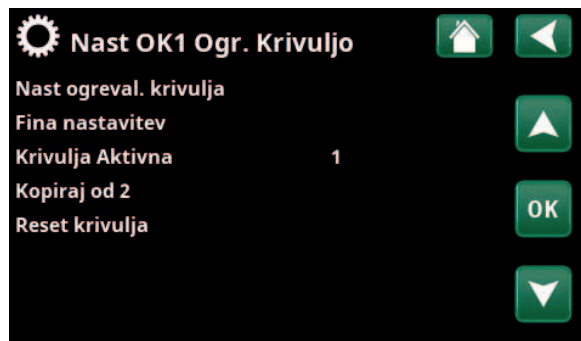 Nast OK1 Ogr. Krivuljo
Nast ogreval. krivulja
Fina nastavitev
Krivulja Aktivna 1
Kopiraj od 2
OK
Reset krivulja